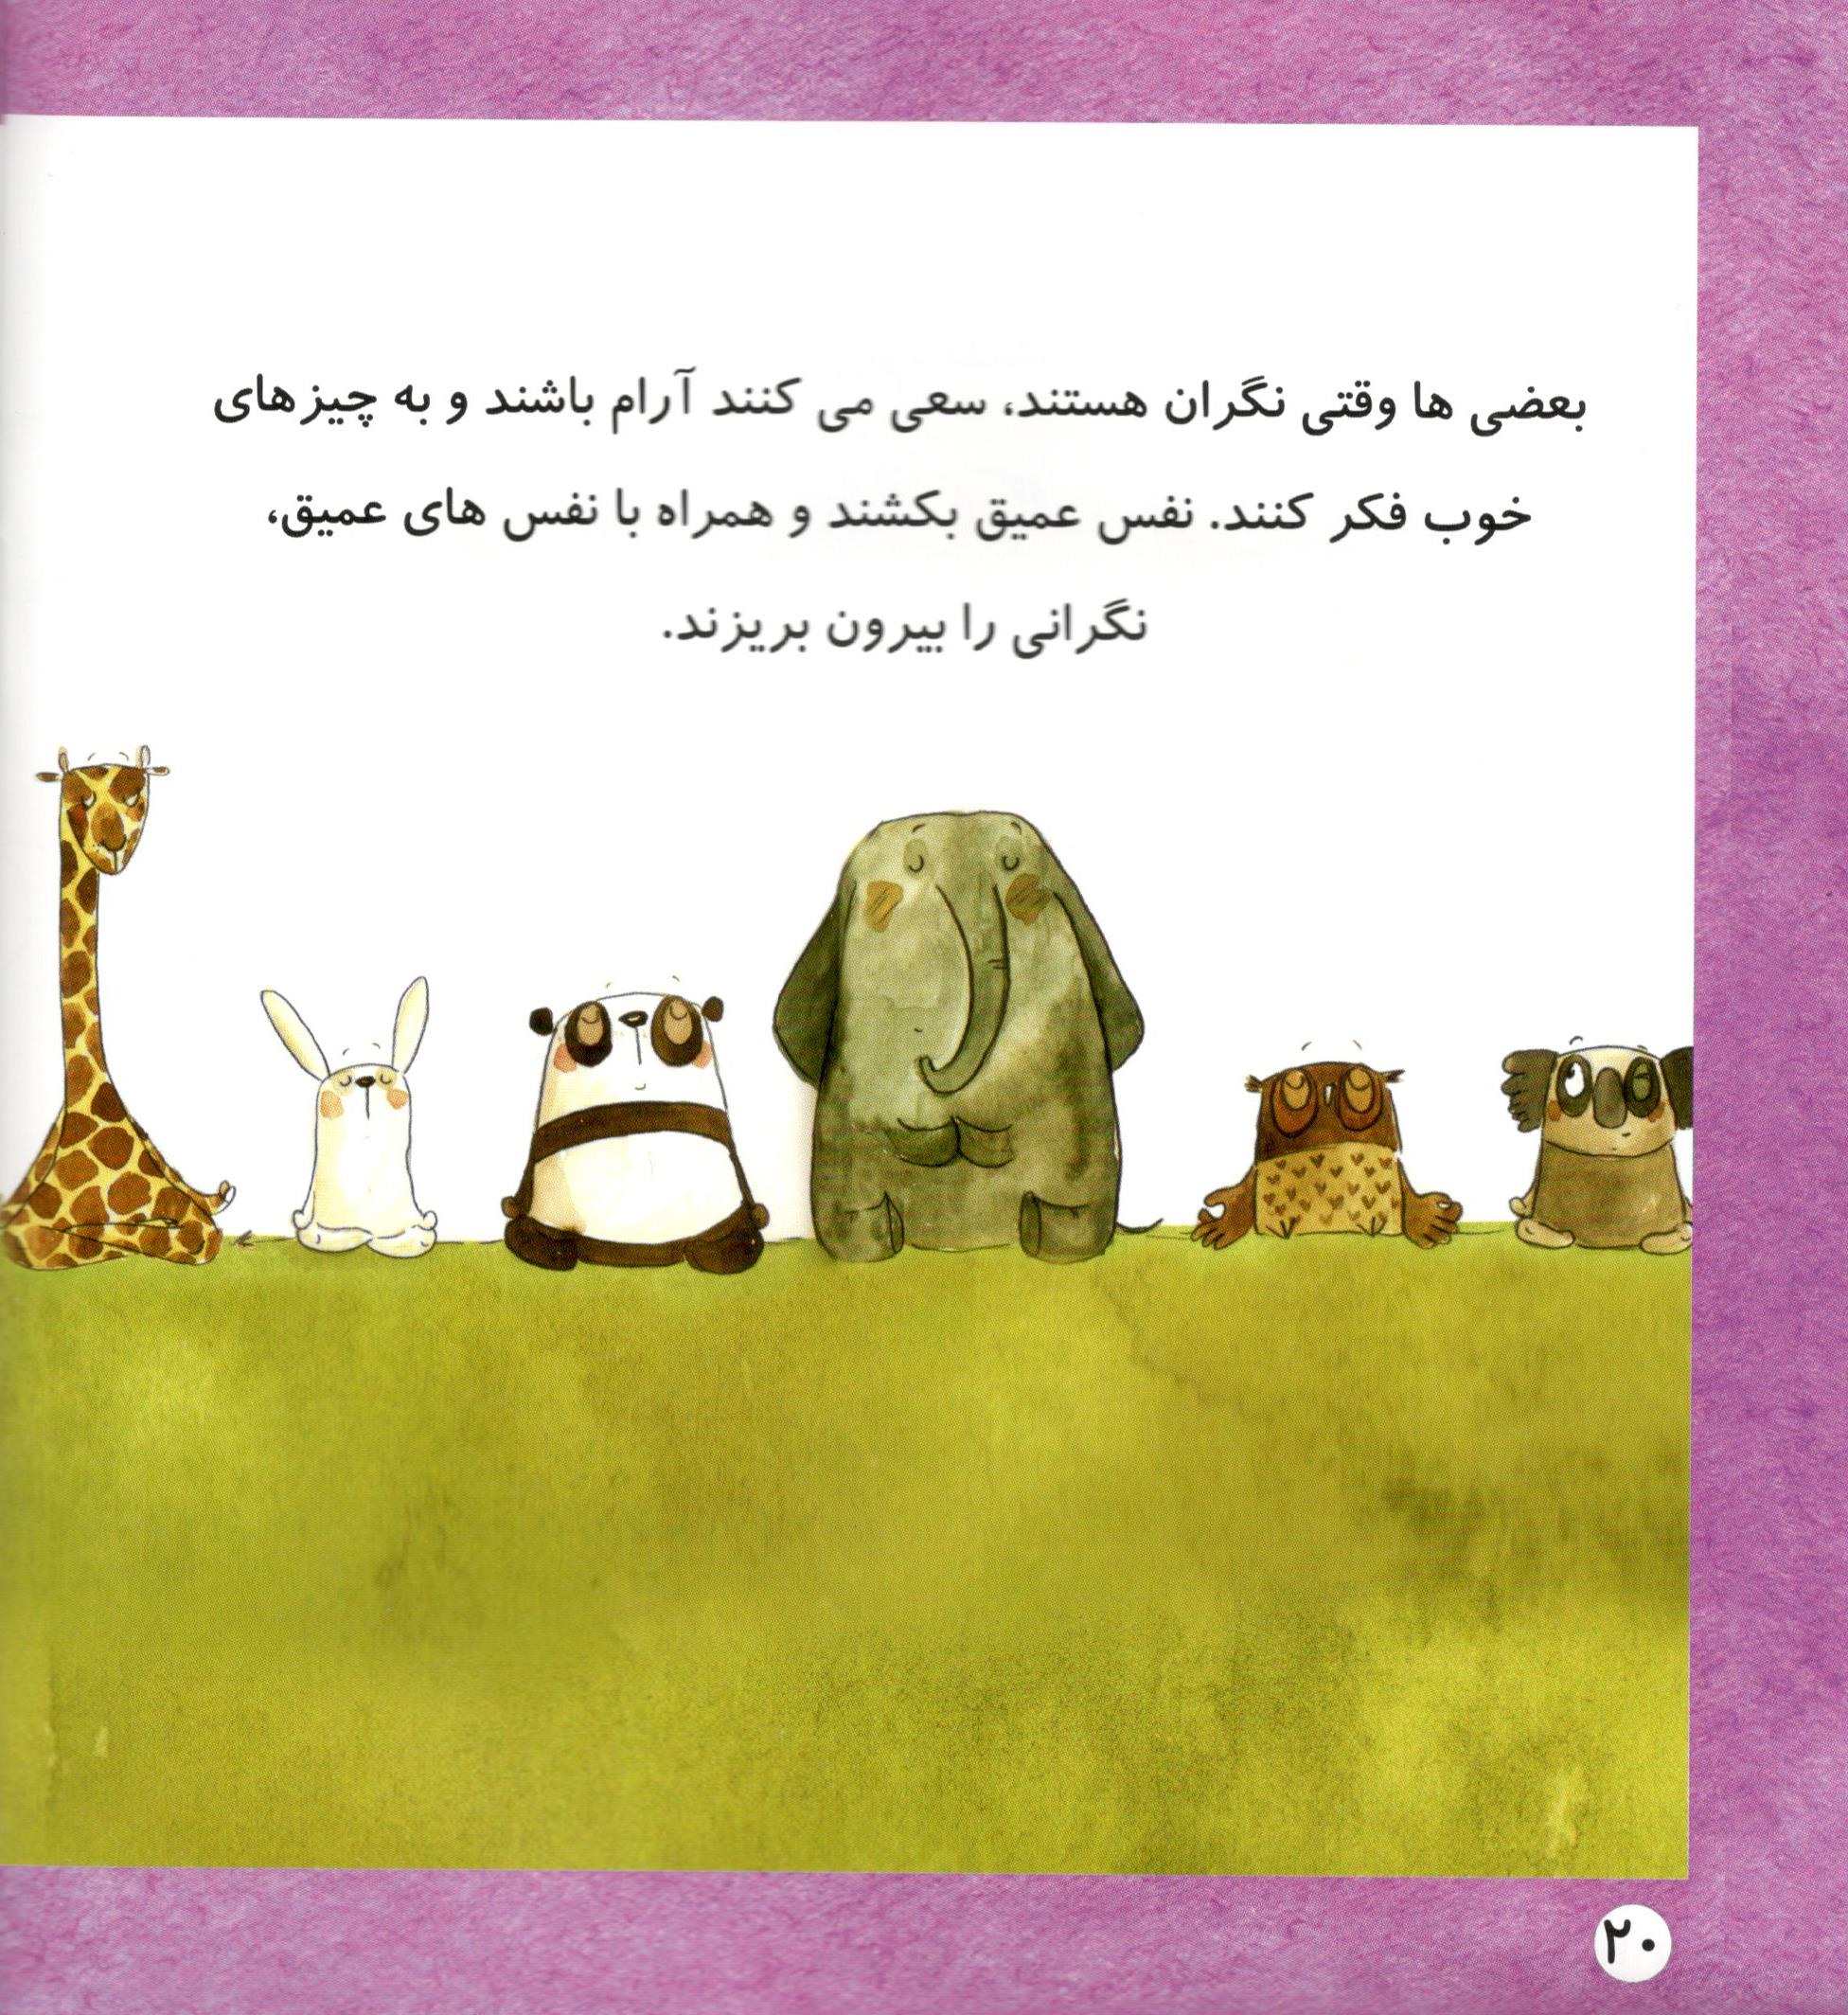 بعضی ها وقتی نگران هستند، سعی می کنند آرام باشند و به چیزهای
خوب فکر کنند. نفس عمیق بکشند و همراه با نفس های عمیق،
نگرانی را بیرون بریزند.
۲۰